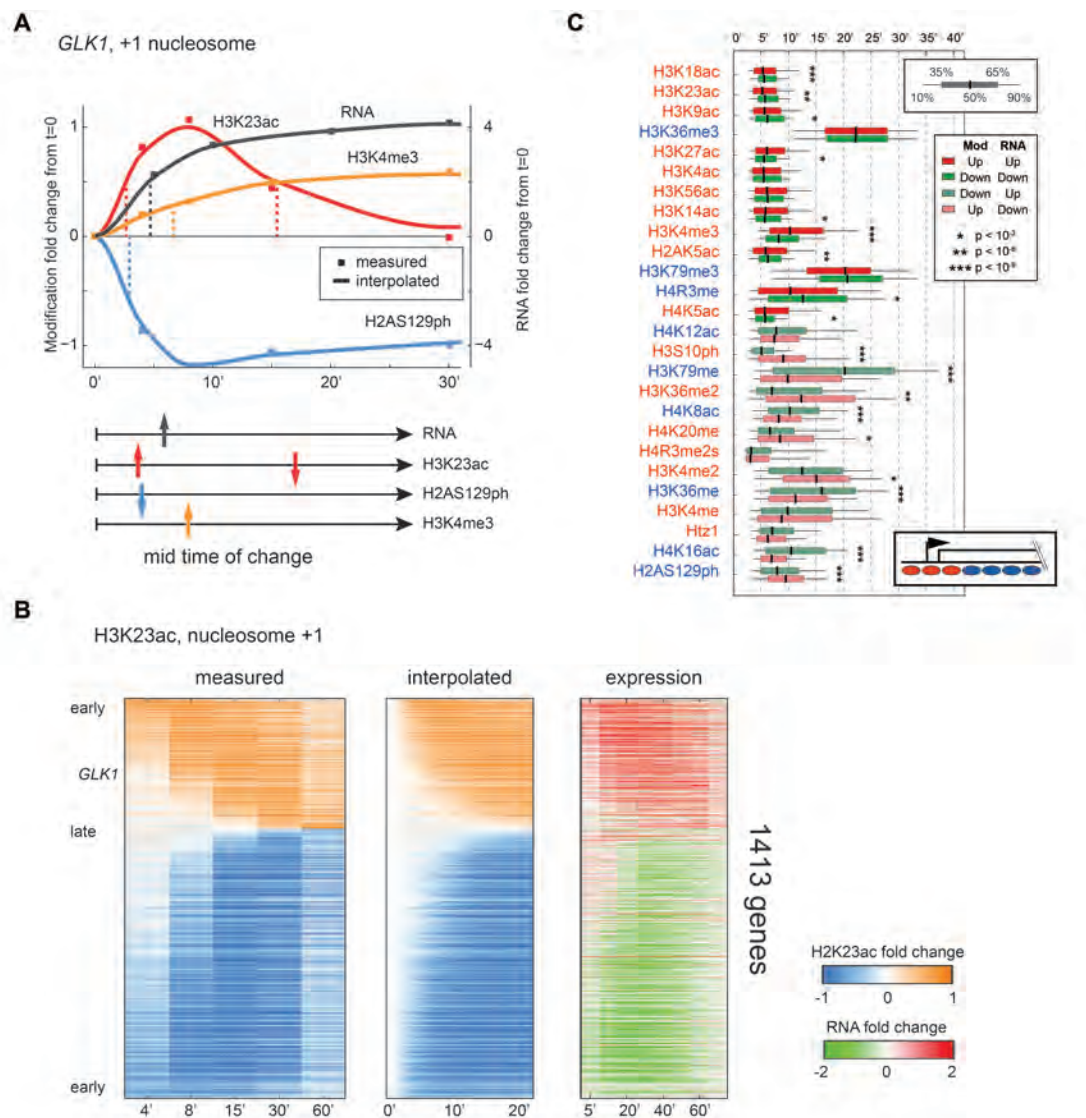 A
GLK1, +1 nucleosome
Modification fold change from t=0
RNA fold change from t=0
1
0
−1
4
2
0
−2
−4
H3K23ac
RNA
H3K4me3
measured
interpolated
H2AS129ph
0'
10'
20'
30'
RNA
H3K23ac
H2AS129ph
H3K4me3
mid time of change
C
0' 5' 10' 15' 20' 25' 30' 35' 40'
H3K18ac ***
H3K23ac **
H3K9ac *
H3K36me3
H3K27ac *
H3K4ac
H3K56ac
H3K14ac *
H3K4me3 ***
H2AK5ac **
H3K79me3
H4R3me *
H4K5ac *
H4K12ac
H3S10ph ***
H3K79me ***
H3K36me2 **
H4K8ac ***
H4K20me *
H4R3me2s
H3K4me2 *
H3K36me ***
H3K4me
Htz1
H4K16ac ***
H2AS129ph ***
35% 65%
10% 50% 90%
Mod RNA
Up Up
Down Down
Down Up
Up Down
* p < 10⁻³
** p < 10⁻⁶
*** p < 10⁻⁹
B
H3K23ac, nucleosome +1
measured
interpolated
expression
early
GLK1
late
early
4' 8' 15' 30' 60'
0' 10' 20'
5' 20' 40' 60'
1413 genes
H2K23ac fold change
-1 0 1
RNA fold change
-2 0 2